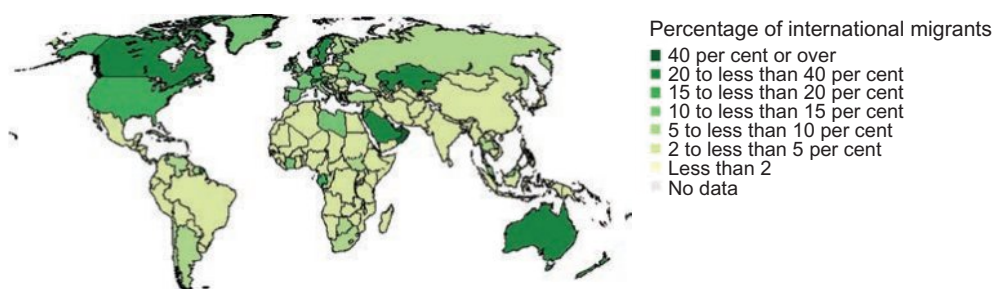 Percentage of international migrants
40 per cent or over
20 to less than 40 per cent
15 to less than 20 per cent
10 to less than 15 per cent
5 to less than 10 per cent
2 to less than 5 per cent
Less than 2
No data